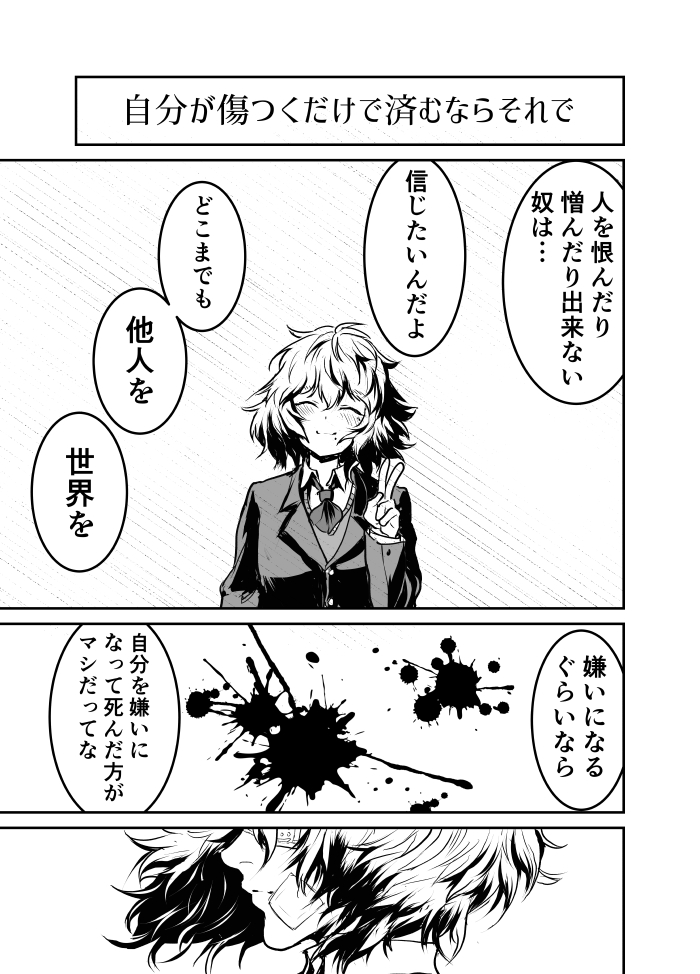 自分が傷つくだけで済むならそれで
人を恨んだり
憎んだり出来ない
奴は…
信じたいんだよ
どこまでも
他人を
世界を
嫌いになる
ぐらいなら
自分を嫌いに
なって死んだ方が
マシだってな